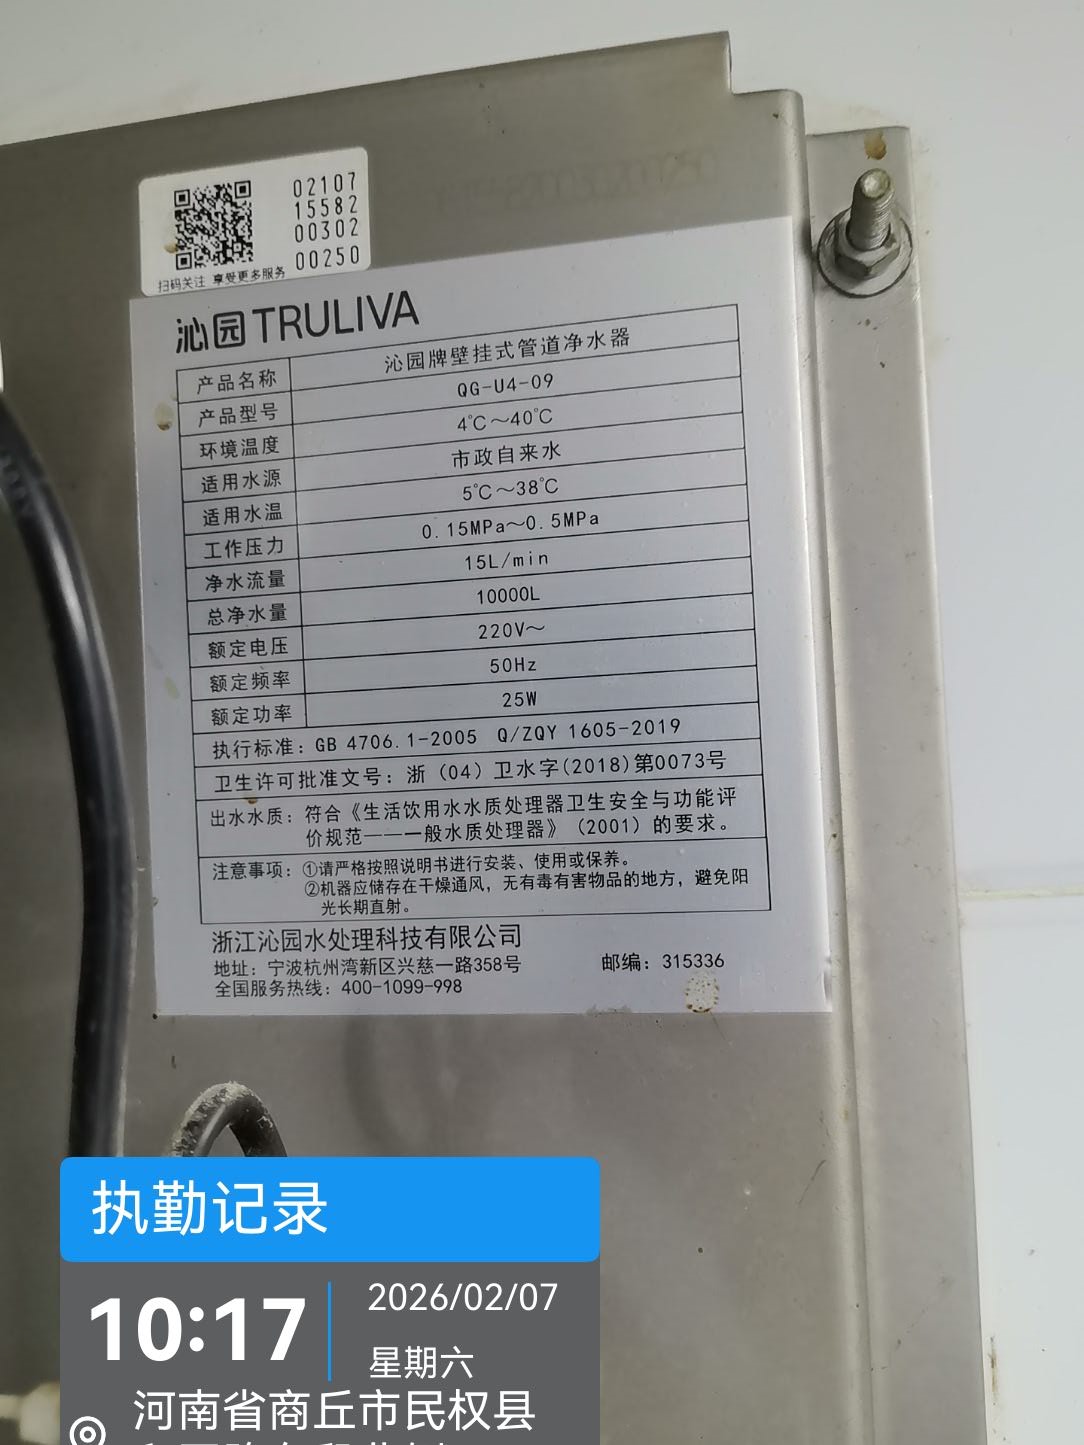 02107
15582
00302
00250
扫码关注 享受更多服务
沁园 TRULIVA
产品名称 沁园牌壁挂式管道净水器
产品型号 QG-U4-09
环境温度 4℃～40℃
适用水源 市政自来水
适用水温 5℃～38℃
工作压力 0.15MPa～0.5MPa
净水流量 15L/min
总净水量 10000L
额定电压 220V～
额定频率 50Hz
额定功率 25W
执行标准：GB 4706.1-2005 Q/ZQY 1605-2019
卫生许可批准文号：浙（04）卫水字(2018)第0073号
出水水质：符合《生活饮用水水质处理器卫生安全与功能评
价规范——一般水质处理器》（2001）的要求。
注意事项：①请严格按照说明书进行安装、使用或保养。
②机器应储存在干燥通风，无有毒有害物品的地方，避免阳
光长期直射。
浙江沁园水处理科技有限公司
地址：宁波杭州湾新区兴慈一路358号 邮编：315336
全国服务热线：400-1099-998
执勤记录
10:17
2026/02/07
星期六
河南省商丘市民权县